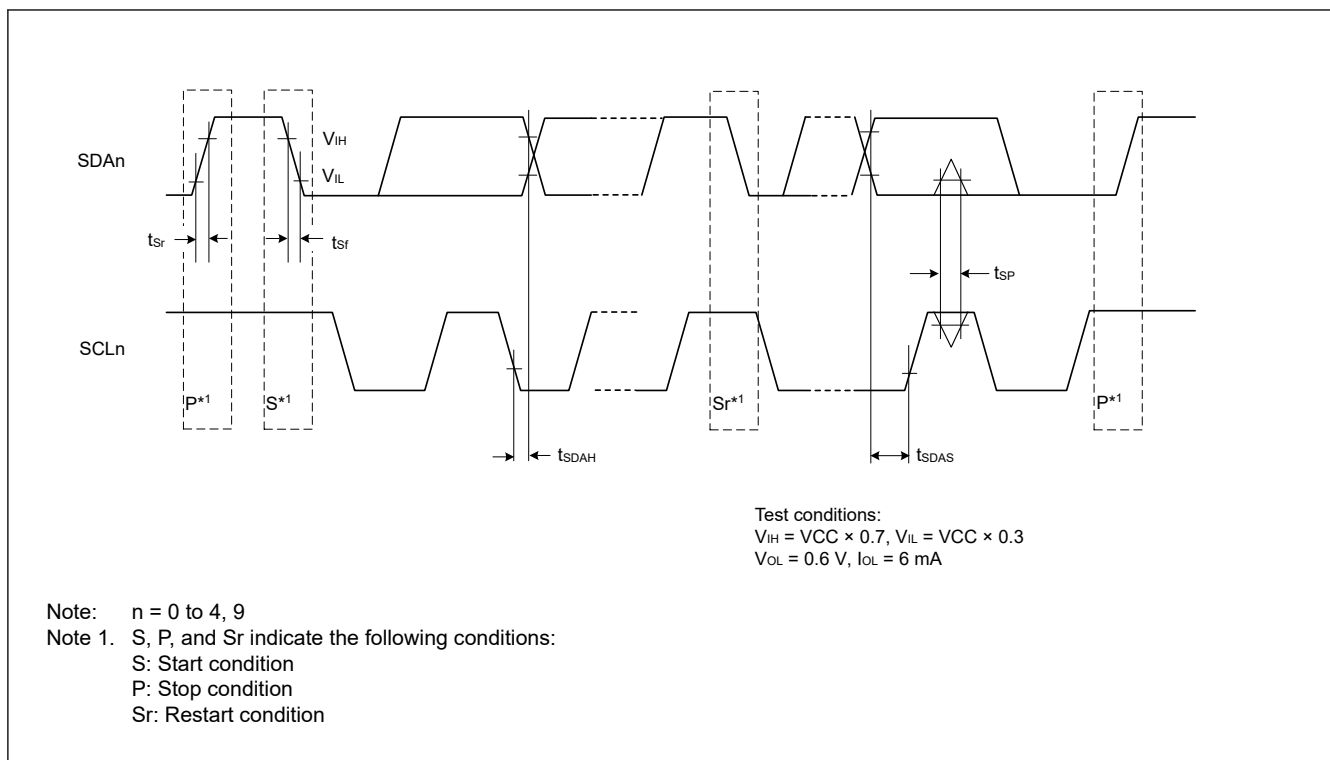 SDAn
VIH
VIL
tSr
tSf
tSP
SCLn
P*1
S*1
Sr*1
P*1
tSDAH
tSDAS
Test conditions:
VIH = VCC × 0.7, VIL = VCC × 0.3
VOL = 0.6 V, IOL = 6 mA
Note: n = 0 to 4, 9
Note 1. S, P, and Sr indicate the following conditions:
S: Start condition
P: Stop condition
Sr: Restart condition